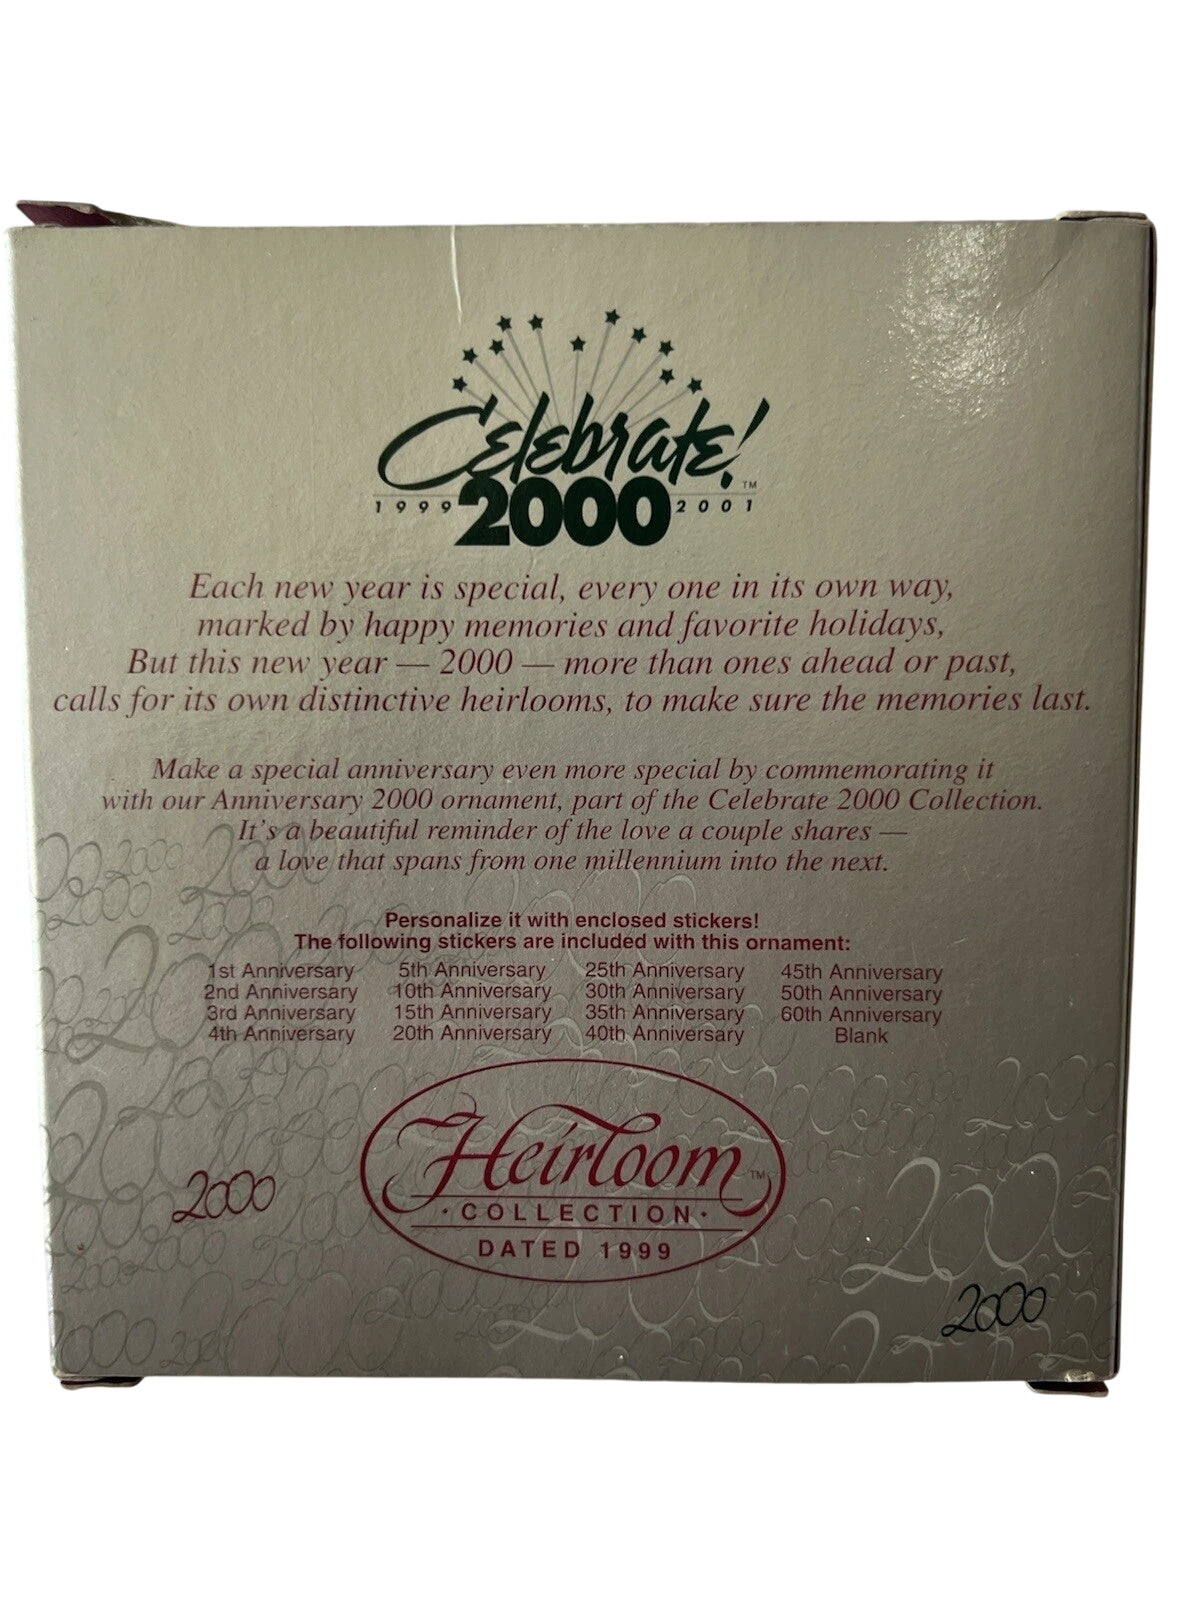 Celebrate!
1999 2000 2001 ™
Each new year is special, every one in its own way,
marked by happy memories and favorite holidays,
But this new year — 2000 — more than ones ahead or past,
calls for its own distinctive heirlooms, to make sure the memories last.
Make a special anniversary even more special by commemorating it
with our Anniversary 2000 ornament, part of the Celebrate 2000 Collection.
It's a beautiful reminder of the love a couple shares —
a love that spans from one millennium into the next.
Personalize it with enclosed stickers!
The following stickers are included with this ornament:
1st Anniversary 5th Anniversary 25th Anniversary 45th Anniversary
2nd Anniversary 10th Anniversary 30th Anniversary 50th Anniversary
3rd Anniversary 15th Anniversary 35th Anniversary 60th Anniversary
4th Anniversary 20th Anniversary 40th Anniversary Blank
Heirloom ™
· COLLECTION ·
DATED 1999
2000
2000